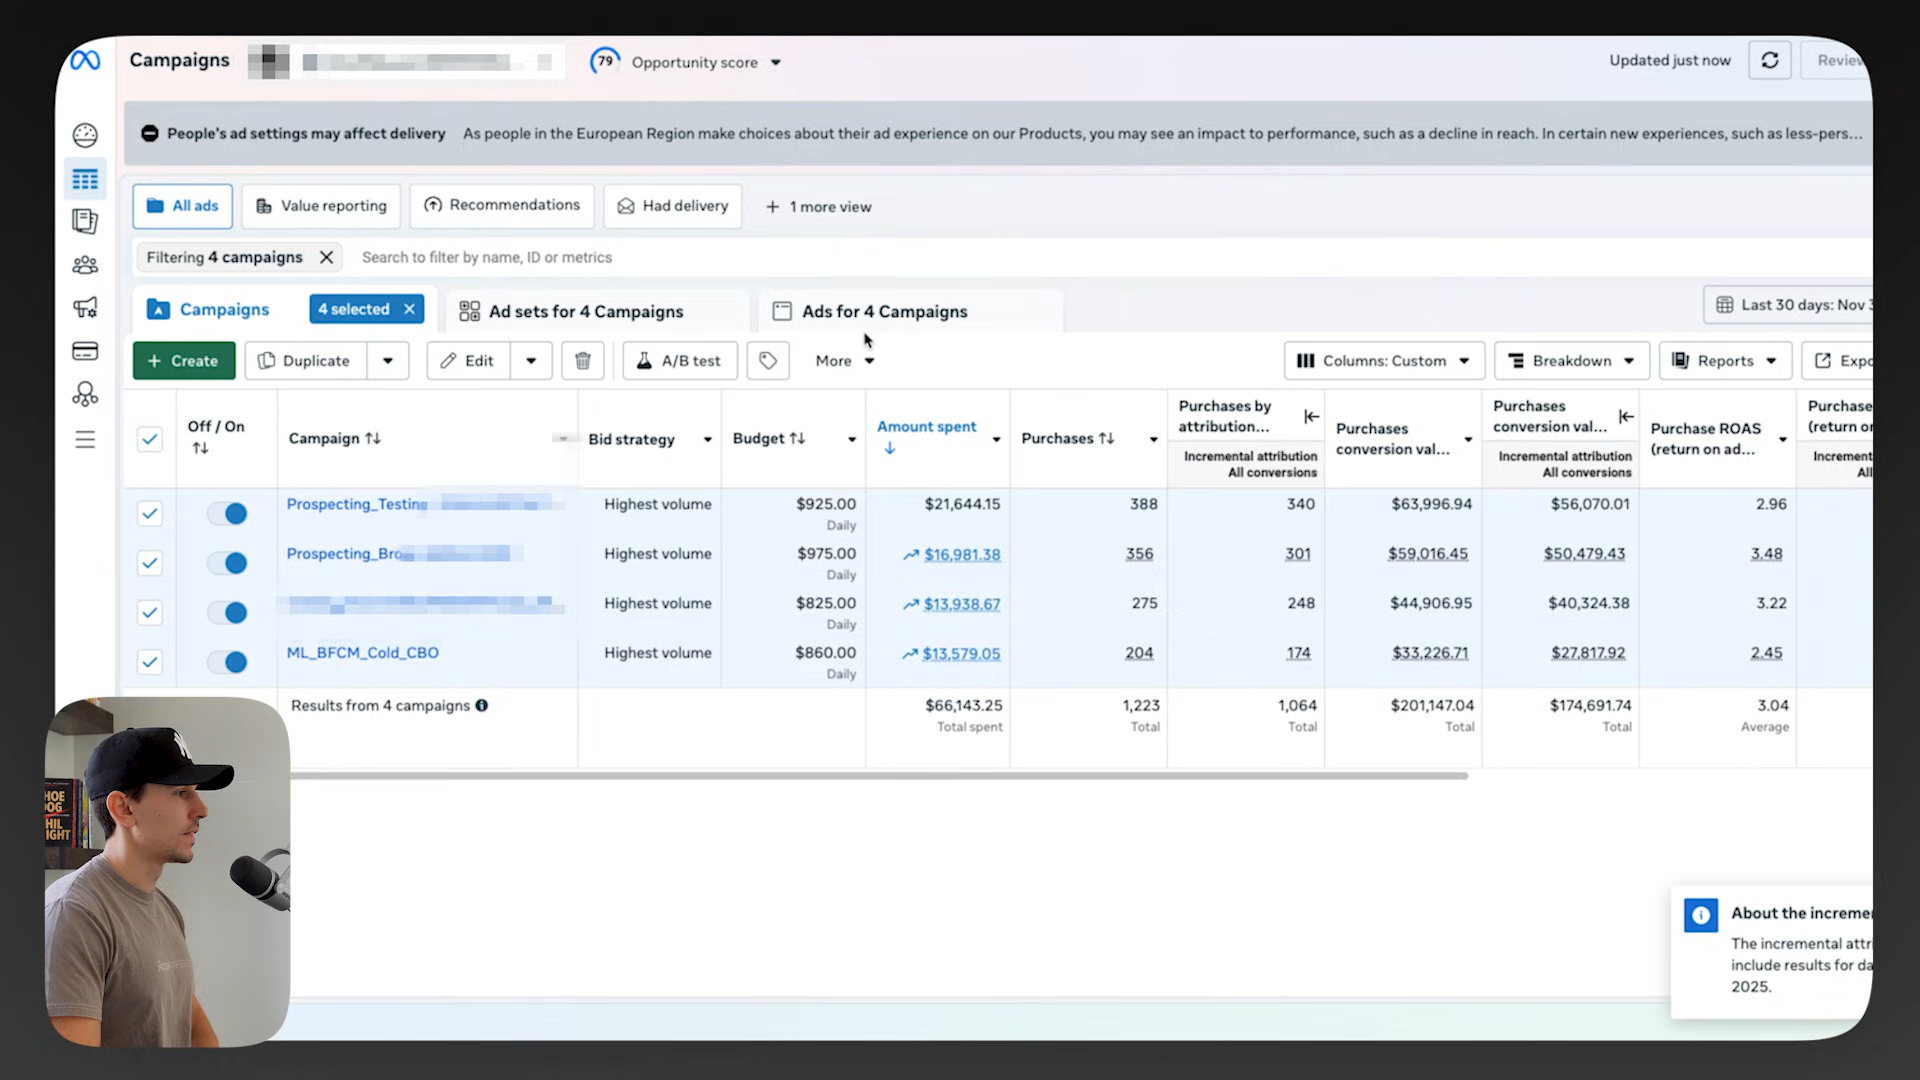 Campaigns
79 Opportunity score
Updated just now
Review
People's ad settings may affect delivery As people in the European Region make choices about their ad experience on our Products, you may see an impact to performance, such as a decline in reach. In certain new experiences, such as less-pers...
All ads
Value reporting
Recommendations
Had delivery
+ 1 more view
Filtering 4 campaigns
Search to filter by name, ID or metrics
Campaigns
4 selected
Ad sets for 4 Campaigns
Ads for 4 Campaigns
Last 30 days: Nov 3
+ Create
Duplicate
Edit
A/B test
More
Columns: Custom
Breakdown
Reports
Expo
Off / On
Campaign
Bid strategy
Budget
Amount spent
Purchases
Purchases by
attribution...
Incremental attribution
All conversions
Purchases
conversion val...
Purchases
conversion val...
Incremental attribution
All conversions
Purchase ROAS
(return on ad...
Purchase
(return or
Increment
All
Prospecting_Testing Highest volume $925.00 $21,644.15 388 340 $63,996.94 $56,070.01 2.96
Daily
Prospecting_Bro Highest volume $975.00 $16,981.38 356 301 $59,016.45 $50,479.43 3.48
Daily
Highest volume $825.00 $13,938.67 275 248 $44,906.95 $40,324.38 3.22
Daily
ML_BFCM_Cold_CBO Highest volume $860.00 $13,579.05 204 174 $33,226.71 $27,817.92 2.45
Daily
Results from 4 campaigns $66,143.25 1,223 1,064 $201,147.04 $174,691.74 3.04
Total spent Total Total Total Total Average
HOE
DOG
HIL
IGHT
About the increme
The incremental attr
include results for da
2025.